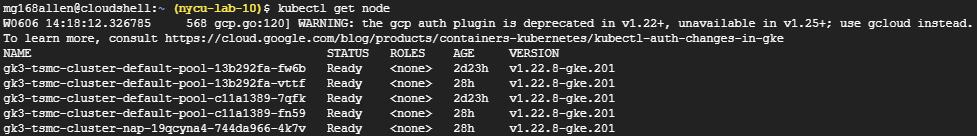 mg168allen@cloudshell:~ (nycu-lab-10)$ kubectl get node
W0606 14:18:12.326785     568 gcp.go:120] WARNING: the gcp auth plugin is deprecated in v1.22+, unavailable in v1.25+; use gcloud instead.
To learn more, consult https://cloud.google.com/blog/products/containers-kubernetes/kubectl-auth-changes-in-gke
NAME                                          STATUS   ROLES    AGE     VERSION
gk3-tsmc-cluster-default-pool-13b292fa-fw6b   Ready    <none>   2d23h   v1.22.8-gke.201
gk3-tsmc-cluster-default-pool-13b292fa-vttf   Ready    <none>   28h     v1.22.8-gke.201
gk3-tsmc-cluster-default-pool-c11a1389-7qfk   Ready    <none>   2d23h   v1.22.8-gke.201
gk3-tsmc-cluster-default-pool-c11a1389-fn59   Ready    <none>   28h     v1.22.8-gke.201
gk3-tsmc-cluster-nap-19qcyna4-744da966-4k7v   Ready    <none>   28h     v1.22.8-gke.201